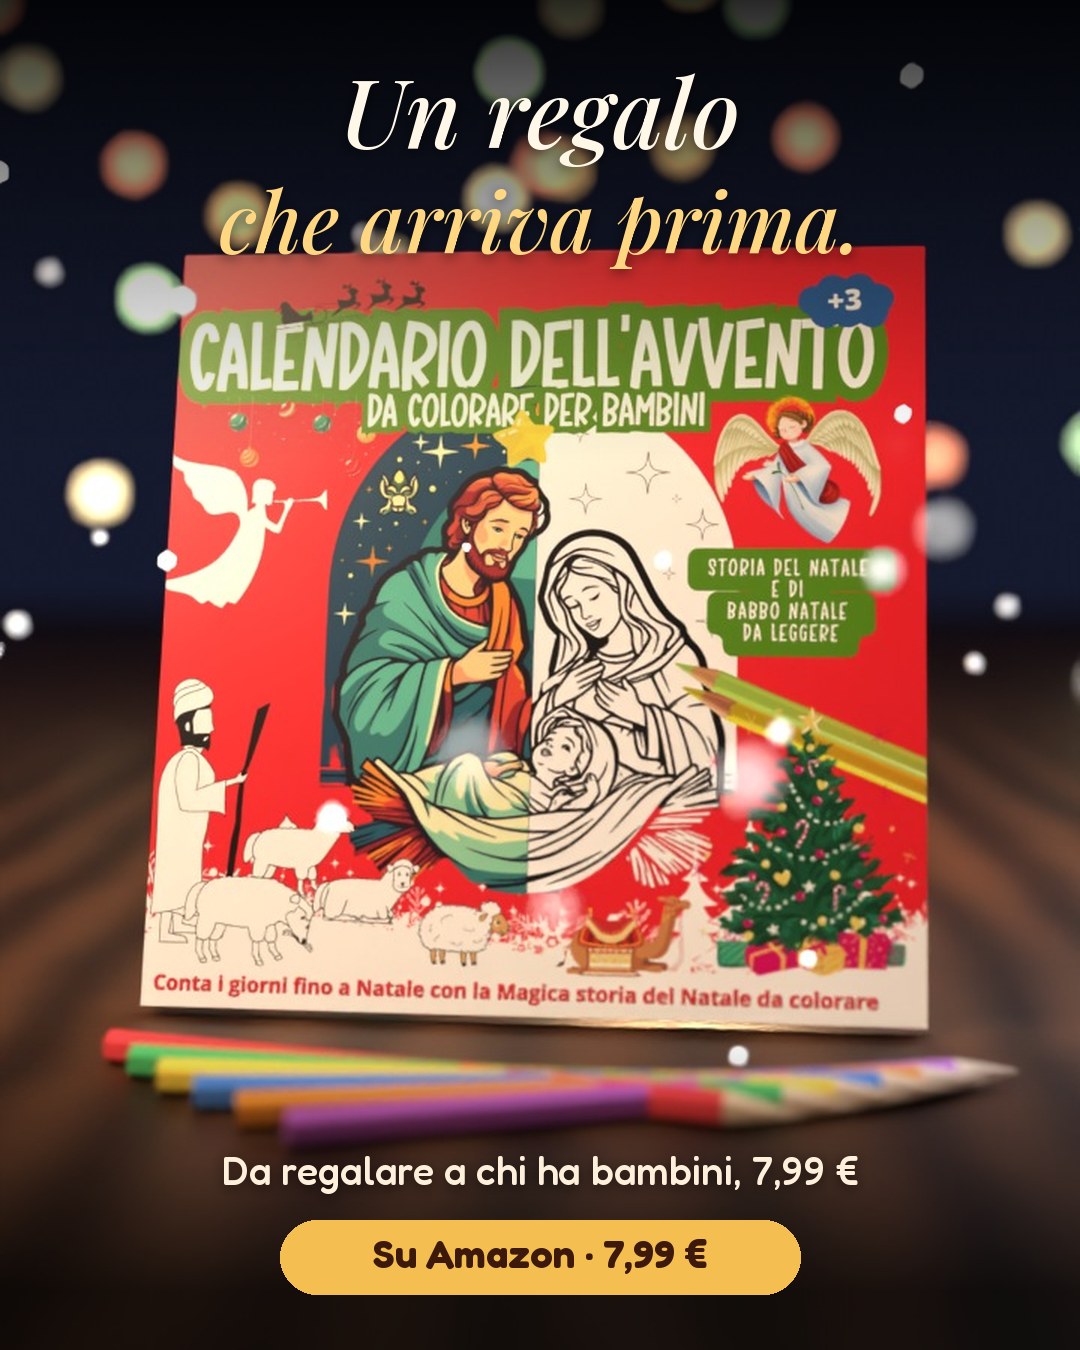 Un regalo
che arriva prima.
+3
CALENDARIO DELL'AVVENTO
DA COLORARE PER BAMBINI
STORIA DEL NATALE
E DI
BABBO NATALE
DA LEGGERE
Conta i giorni fino a Natale con la Magica storia del Natale da colorare
Da regalare a chi ha bambini, 7,99 €
Su Amazon · 7,99 €